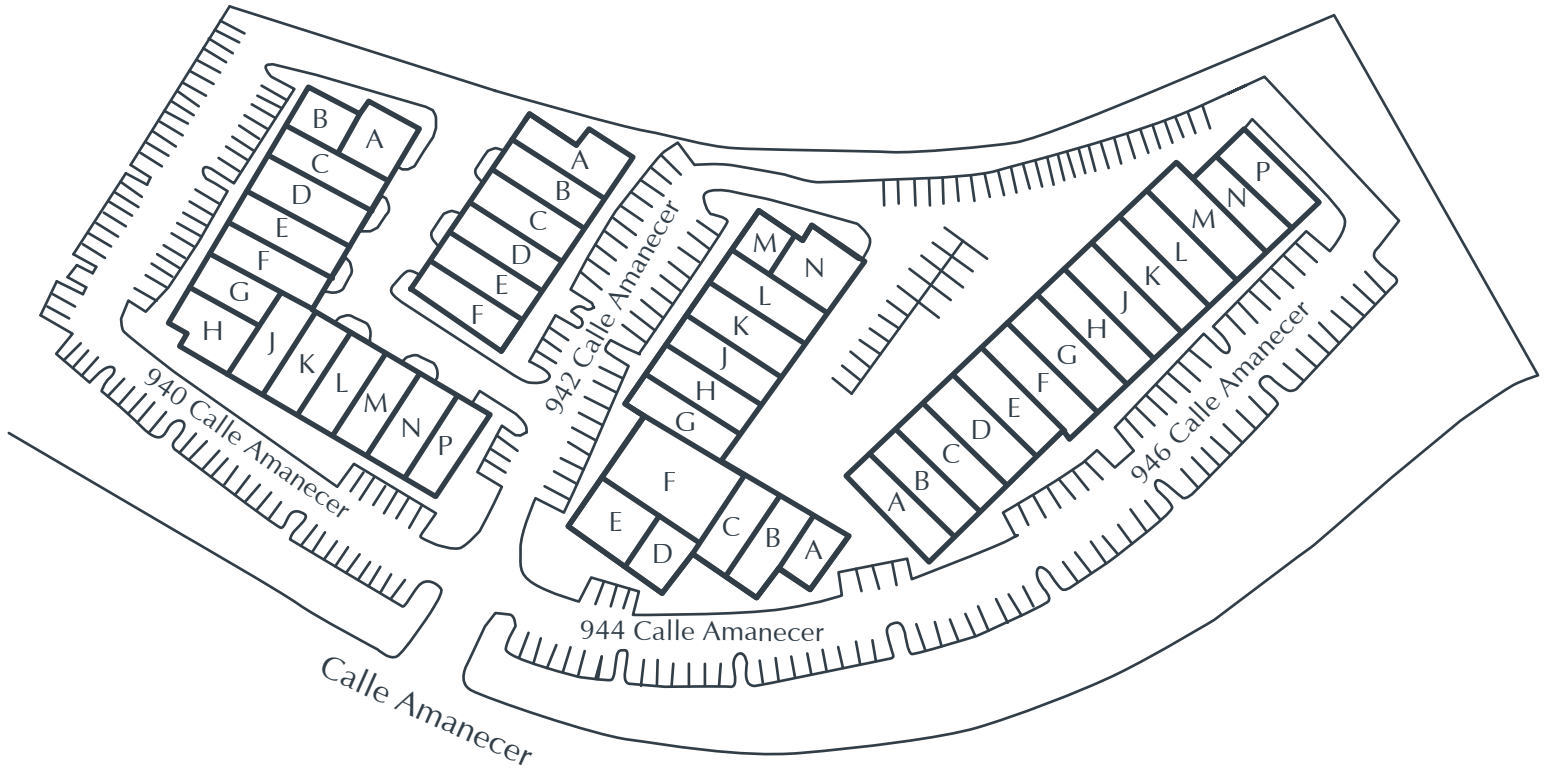 B
A
C
D
E
F
G
H
J
K
L
M
N
P
940 Calle Amanecer
A
B
C
D
E
F
942 Calle Amanecer
M
N
L
K
J
H
G
F
E
D
C
B
A
944 Calle Amanecer
P
N
M
L
K
J
H
G
F
E
D
C
B
A
946 Calle Amanecer
Calle Amanecer